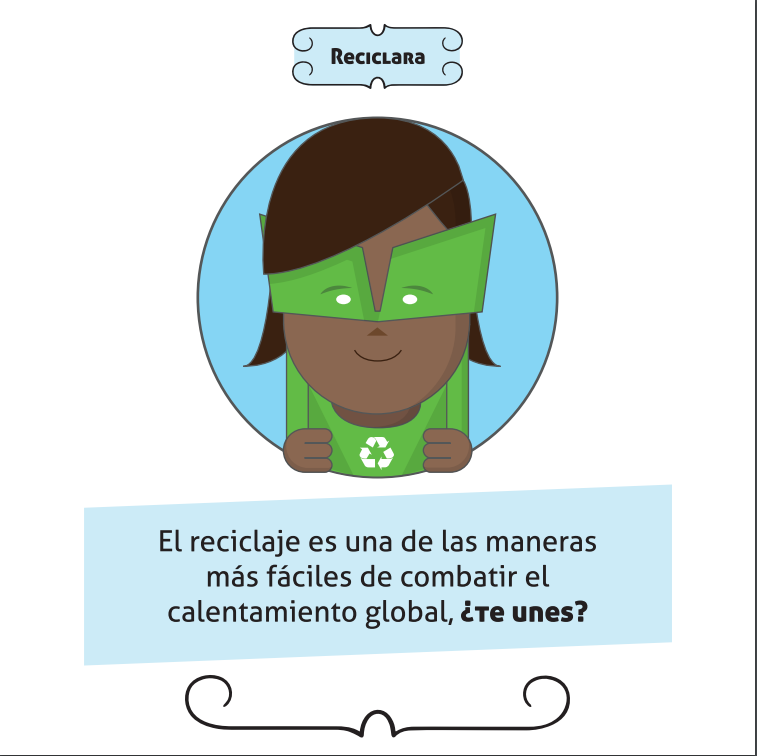 Reciclara
El reciclaje es una de las maneras
más fáciles de combatir el
calentamiento global, ¿Te unes?